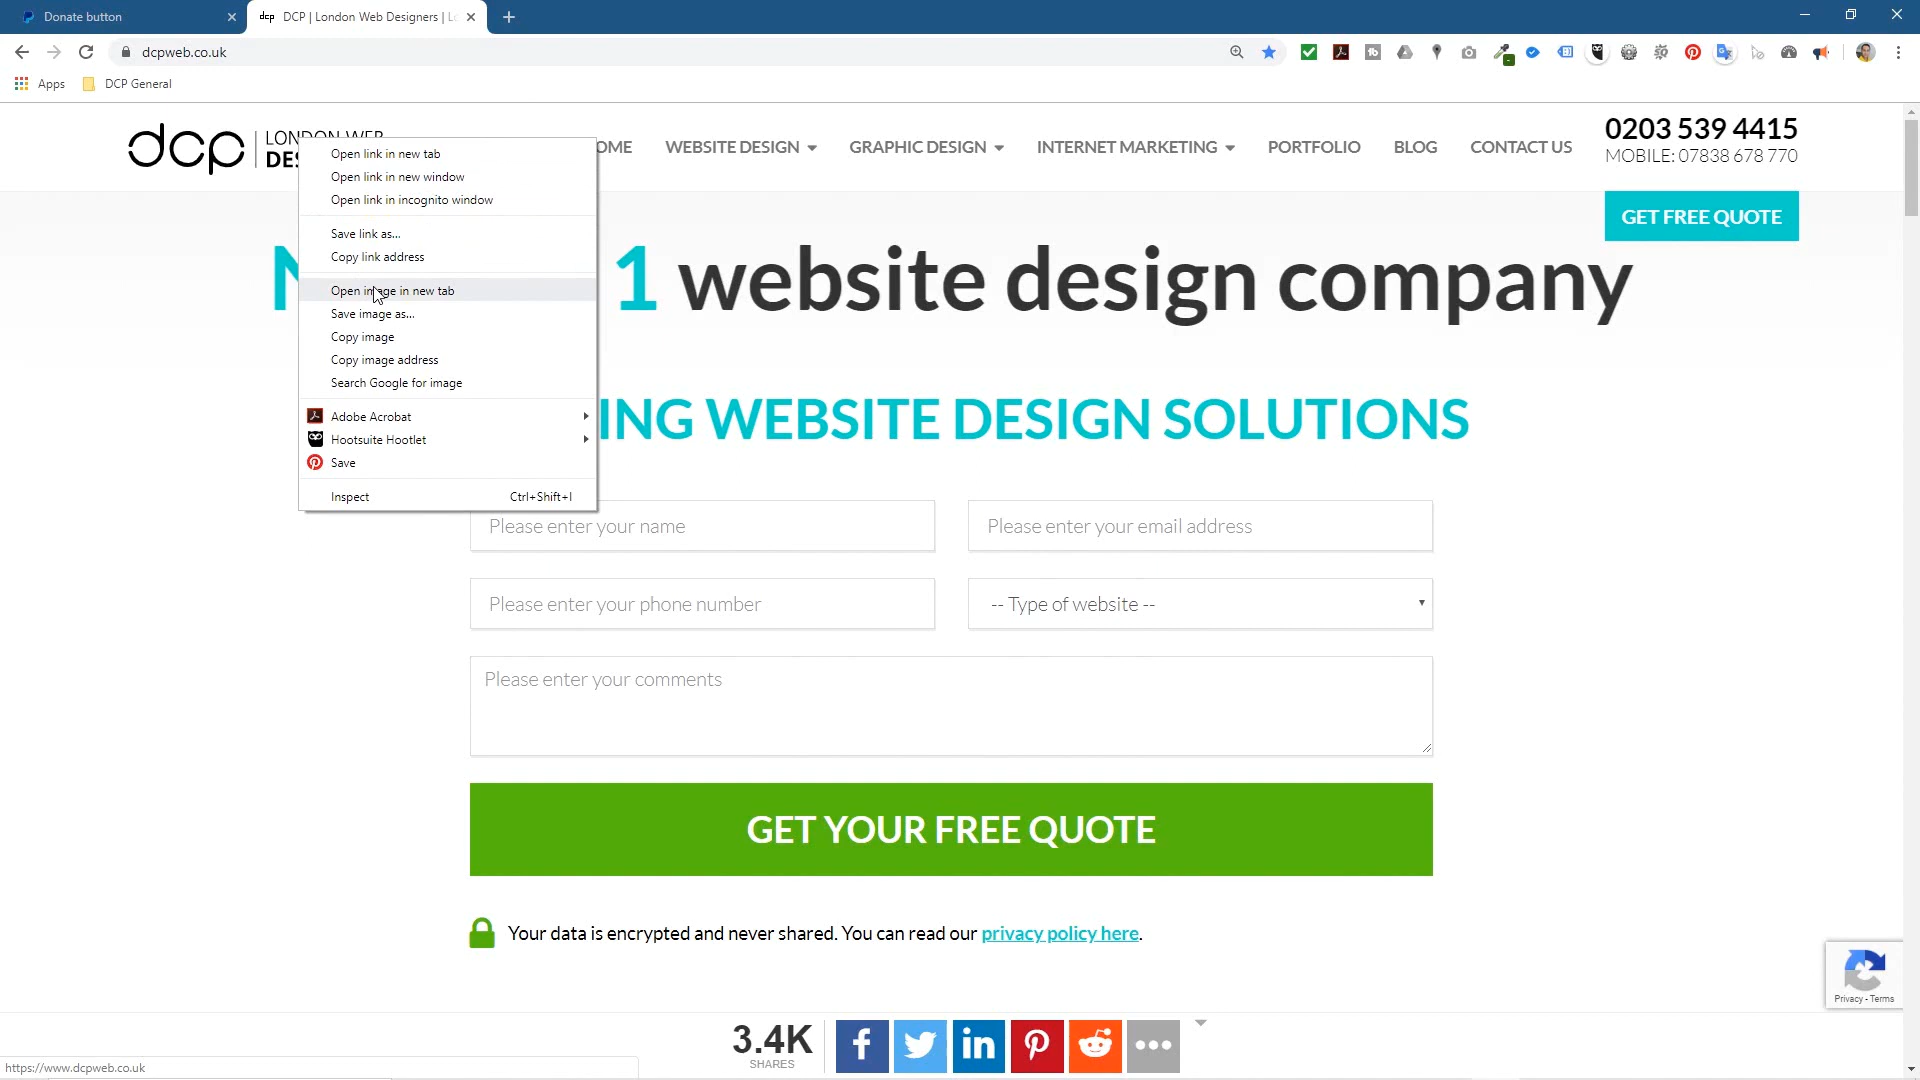 Donate button
dcp DCP | London Web Designers |
dcpweb.co.uk
Apps DCP General
dcp LONDON WEB
Open link in new tab
Open link in new window
Open link in incognito window
Save link as...
Copy link address
Open image in new tab
Save image as...
Copy image
Copy image address
Search Google for image
Adobe Acrobat
Hootsuite Hootlet
Save
Inspect Ctrl+Shift+I
WEBSITE DESIGN GRAPHIC DESIGN INTERNET MARKETING PORTFOLIO BLOG CONTACT US
0203 539 4415
MOBILE: 07838 678 770
GET FREE QUOTE
1 website design company
ING WEBSITE DESIGN SOLUTIONS
Please enter your name Please enter your email address
Please enter your phone number -- Type of website --
Please enter your comments
GET YOUR FREE QUOTE
Your data is encrypted and never shared. You can read our privacy policy here.
Privacy - Terms
3.4K
SHARES
https://www.dcpweb.co.uk